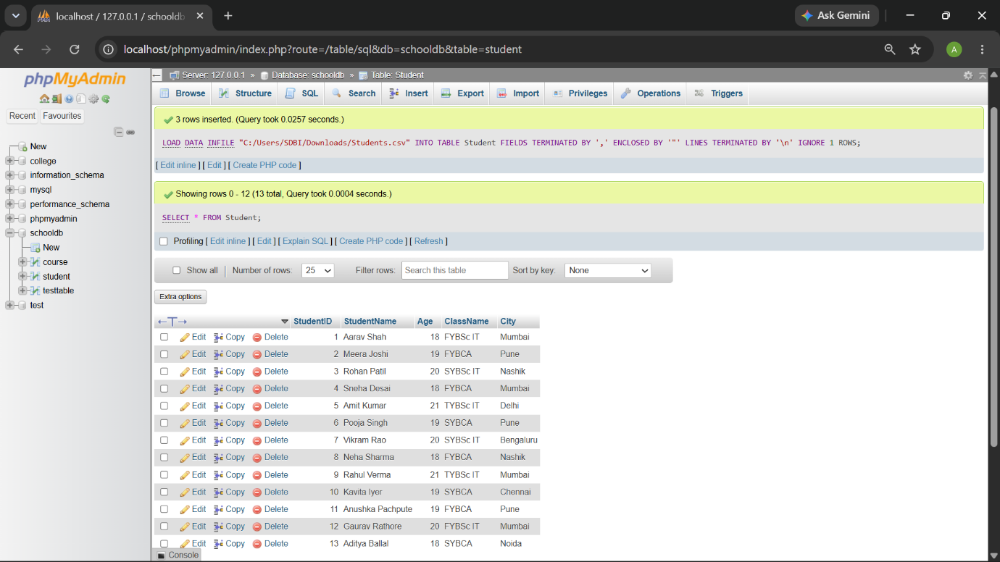 localhost / 127.0.0.1 / schooldb
Ask Gemini
localhost/phpmyadmin/index.php?route=/table/sql&db=schooldb&table=student
A
phpMyAdmin
Recent Favourites
New
college
information_schema
mysql
performance_schema
phpmyadmin
schooldb
New
course
student
testtable
test
Server: 127.0.0.1 » Database: schooldb » Table: Student
Browse Structure SQL Search Insert Export Import Privileges Operations Triggers
3 rows inserted. (Query took 0.0257 seconds.)
LOAD DATA INFILE "C:/Users/SDBI/Downloads/Students.csv" INTO TABLE Student FIELDS TERMINATED BY ',' ENCLOSED BY '"' LINES TERMINATED BY '\n' IGNORE 1 ROWS;
[ Edit inline ] [ Edit ] [ Create PHP code ]
Showing rows 0 - 12 (13 total, Query took 0.0004 seconds.)
SELECT * FROM Student;
Profiling [ Edit inline ] [ Edit ] [ Explain SQL ] [ Create PHP code ] [ Refresh ]
Show all Number of rows: 25 Filter rows: Search this table Sort by key: None
Extra options
StudentID StudentName Age ClassName City
Edit Copy Delete 1 Aarav Shah 18 FYBSc IT Mumbai
Edit Copy Delete 2 Meera Joshi 19 FYBCA Pune
Edit Copy Delete 3 Rohan Patil 20 SYBSc IT Nashik
Edit Copy Delete 4 Sneha Desai 18 FYBCA Mumbai
Edit Copy Delete 5 Amit Kumar 21 TYBSc IT Delhi
Edit Copy Delete 6 Pooja Singh 19 SYBCA Pune
Edit Copy Delete 7 Vikram Rao 20 SYBSc IT Bengaluru
Edit Copy Delete 8 Neha Sharma 18 FYBCA Nashik
Edit Copy Delete 9 Rahul Verma 21 TYBSc IT Mumbai
Edit Copy Delete 10 Kavita Iyer 19 SYBCA Chennai
Edit Copy Delete 11 Anushka Pachpute 19 FYBCA Pune
Edit Copy Delete 12 Gaurav Rathore 20 FYBSc IT Mumbai
Edit Copy Delete 13 Aditya Ballal 18 SYBCA Noida
Console